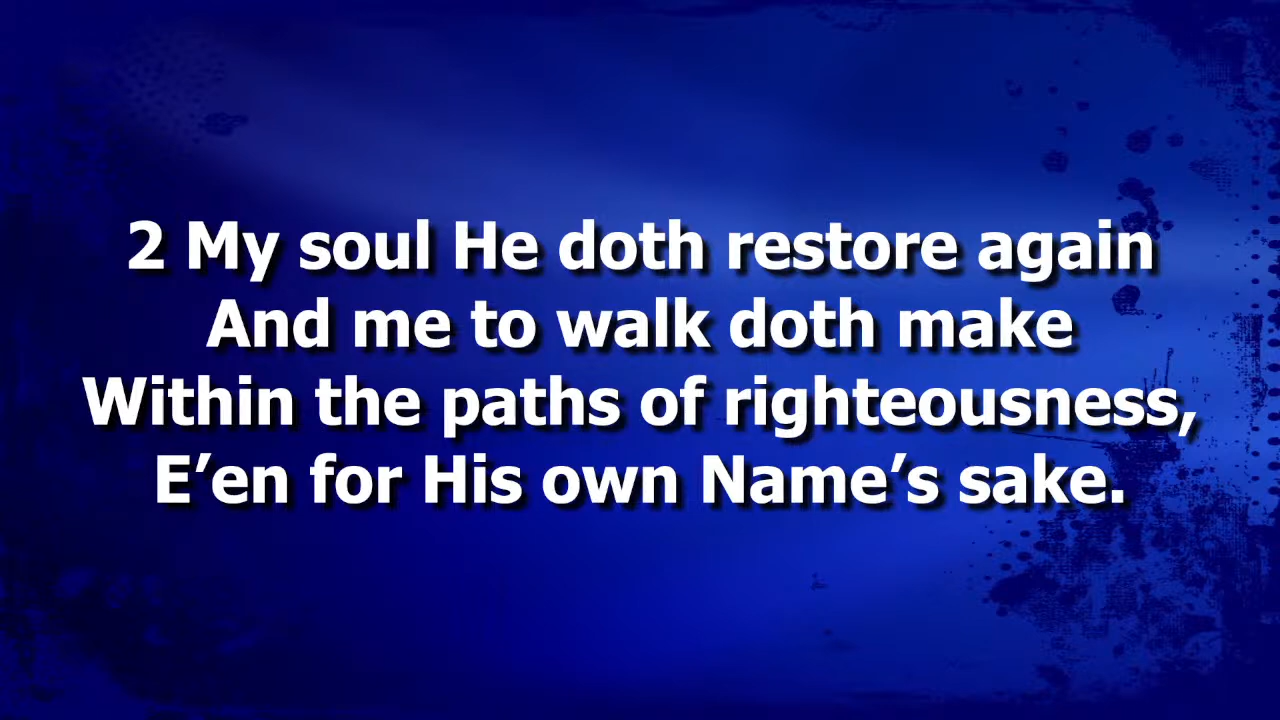 2 My soul He doth restore again
And me to walk doth make
Within the paths of righteousness,
E’en for His own Name’s sake.